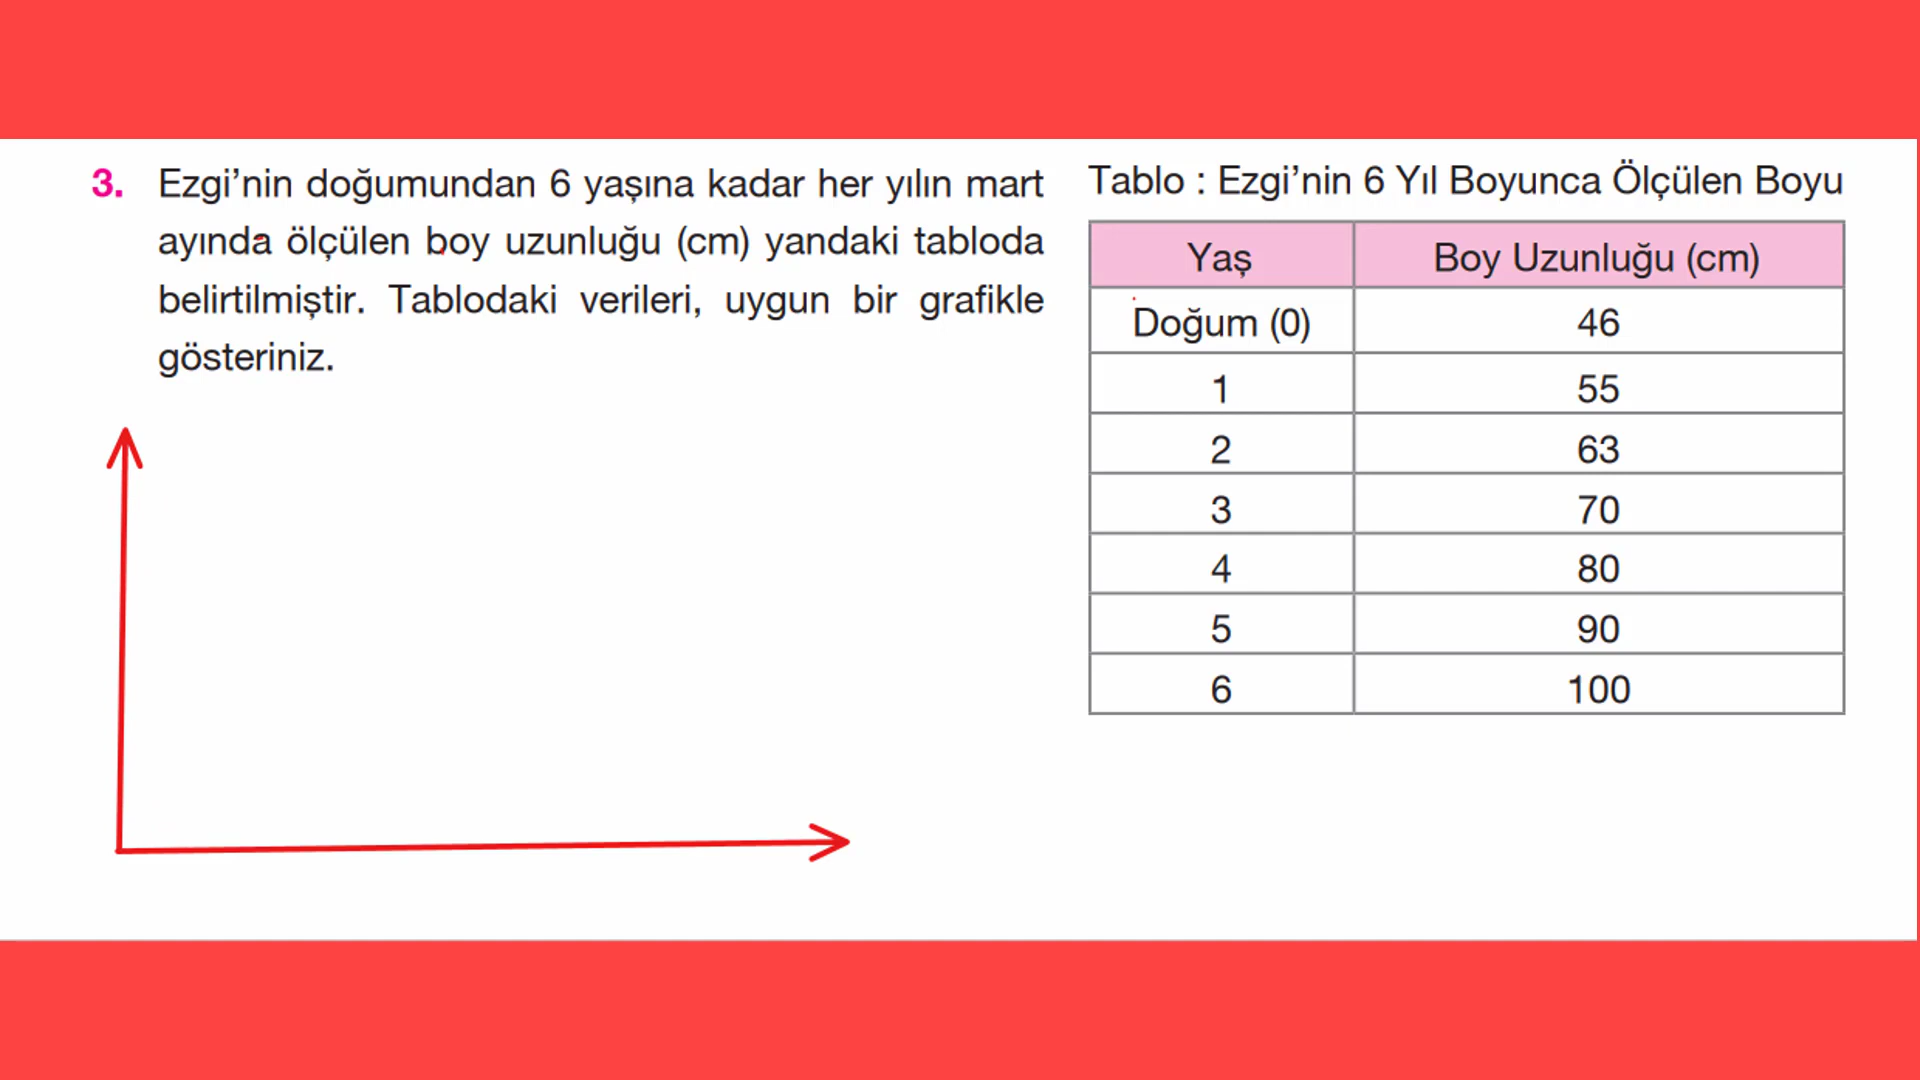 3. Ezgi’nin doğumundan 6 yaşına kadar her yılın mart
ayında ölçülen boy uzunluğu (cm) yandaki tabloda
belirtilmiştir. Tablodaki verileri, uygun bir grafikle
gösteriniz.
Tablo : Ezgi’nin 6 Yıl Boyunca Ölçülen Boyu
Yaş Boy Uzunluğu (cm)
Doğum (0) 46
1 55
2 63
3 70
4 80
5 90
6 100